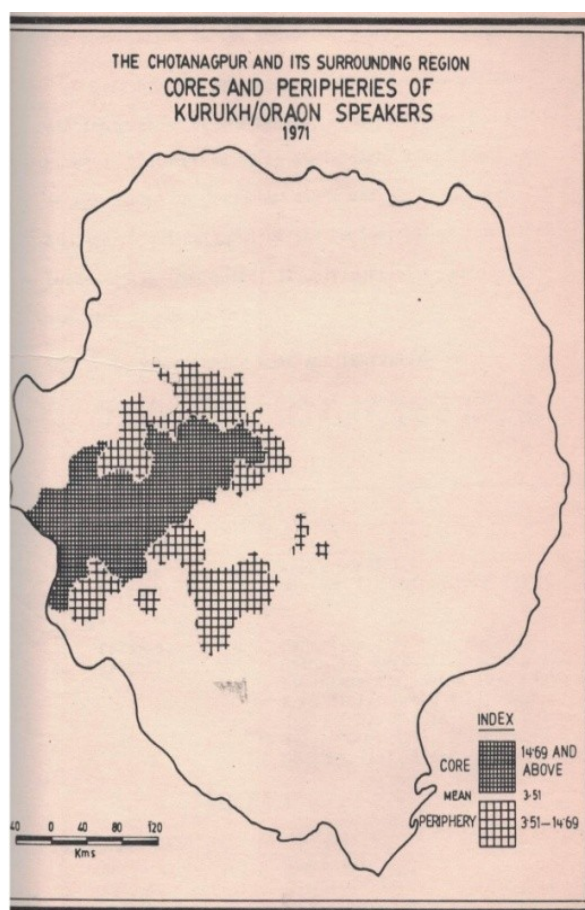 THE CHOTANAGPUR AND ITS SURROUNDING REGION
CORES AND PERIPHERIES OF
KURUKH/ORAON SPEAKERS
1971
INDEX
CORE 14·69 AND
ABOVE
MEAN 3·51
PERIPHERY 3·51–14·69
40 0 40 80 120
Kms